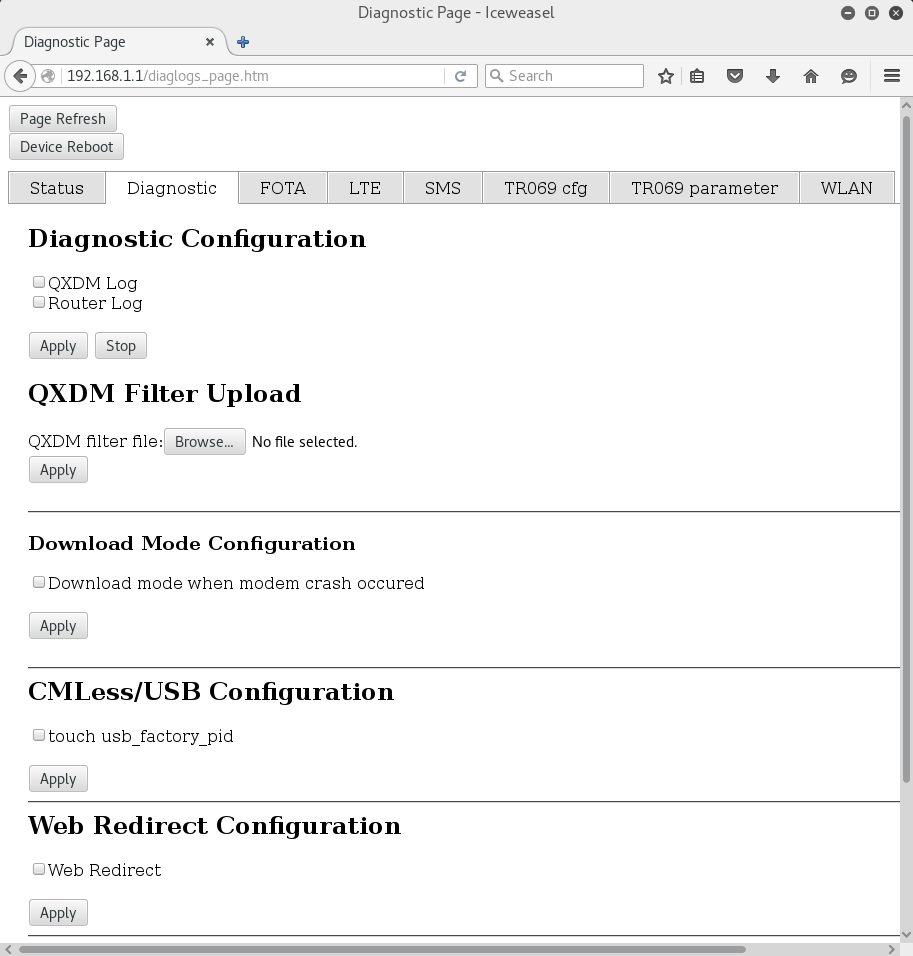 Diagnostic Page - Iceweasel
Diagnostic Page
192.168.1.1/diaglogs_page.htm Search
Page Refresh
Device Reboot
Status Diagnostic FOTA LTE SMS TR069 cfg TR069 parameter WLAN
Diagnostic Configuration
QXDM Log
Router Log
Apply Stop
QXDM Filter Upload
QXDM filter file: Browse... No file selected.
Apply
Download Mode Configuration
Download mode when modem crash occured
Apply
CMLess/USB Configuration
touch usb_factory_pid
Apply
Web Redirect Configuration
Web Redirect
Apply